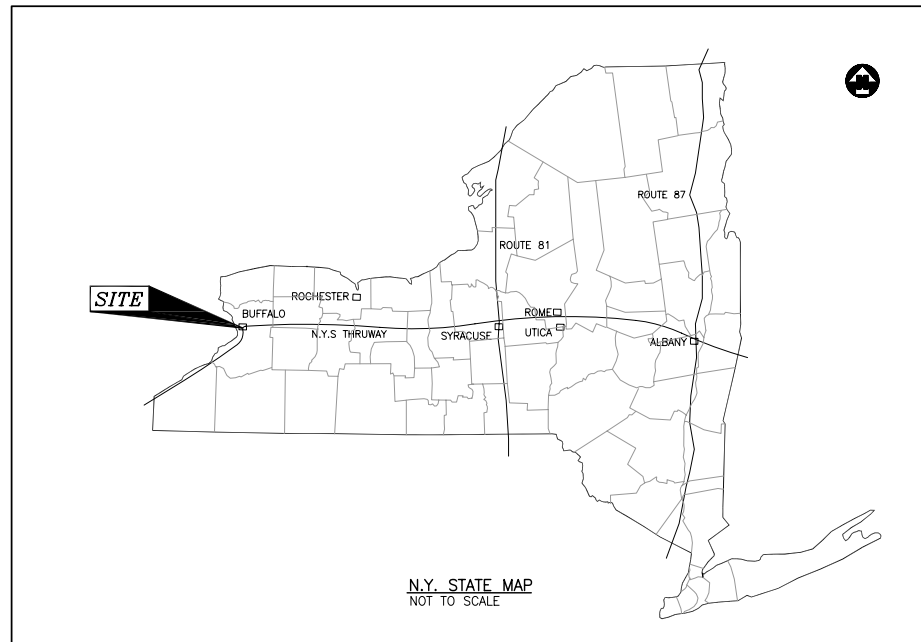 ROUTE 87
ROUTE 81
ROCHESTER
SITE
BUFFALO
ROME
N.Y.S THRUWAY
SYRACUSE
UTICA
ALBANY
N.Y. STATE MAP
NOT TO SCALE